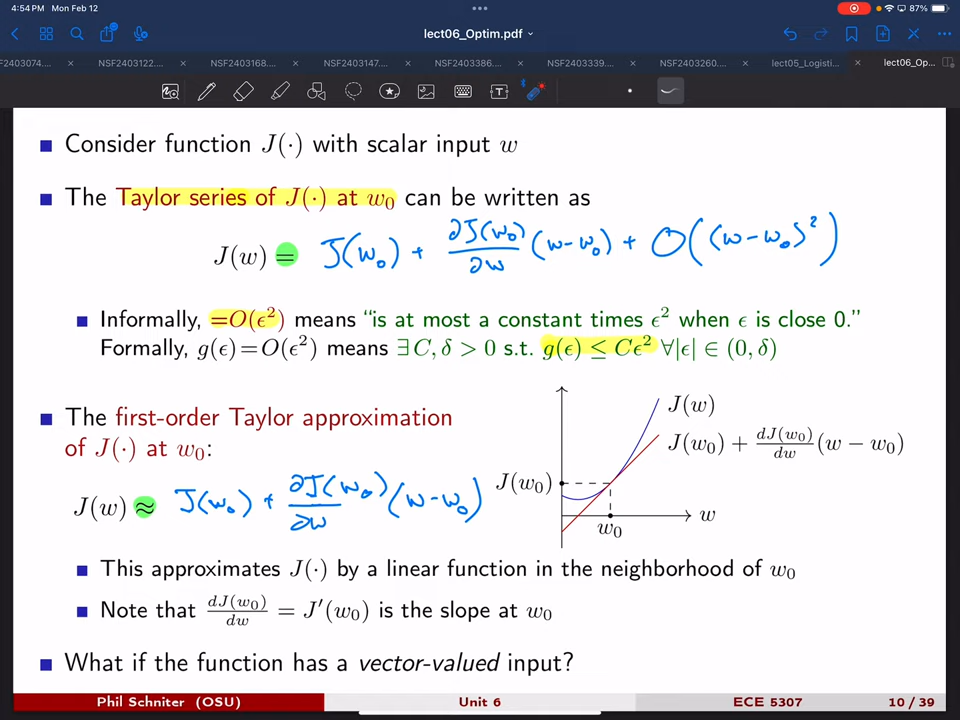 4:54 PM Mon Feb 12
87%
lect06_Optim.pdf
F2403074.... NSF2403122.... NSF2403168.... NSF2403147.... NSF2403386.... NSF2403339.... NSF2403260.... lect05_Logisti... lect06_Op...
Consider function J(·) with scalar input w
The Taylor series of J(·) at w₀ can be written as
J(w) = J(w₀) + ∂J(w₀)/∂w (w-w₀) + O((w-w₀)²)
Informally, =O(ϵ²) means “is at most a constant times ϵ² when ϵ is close 0.”
Formally, g(ϵ)=O(ϵ²) means ∃ C, δ > 0 s.t. g(ϵ) ≤ Cϵ² ∀|ϵ| ∈ (0, δ)
The first-order Taylor approximation
of J(·) at w₀:
J(w) ≈ J(w₀) + ∂J(w₀)/∂w (w-w₀)
J(w)
J(w₀) + dJ(w₀)/dw (w − w₀)
J(w₀)
w
w₀
This approximates J(·) by a linear function in the neighborhood of w₀
Note that dJ(w₀)/dw = J′(w₀) is the slope at w₀
What if the function has a vector-valued input?
Phil Schniter (OSU) Unit 6 ECE 5307 10 / 39